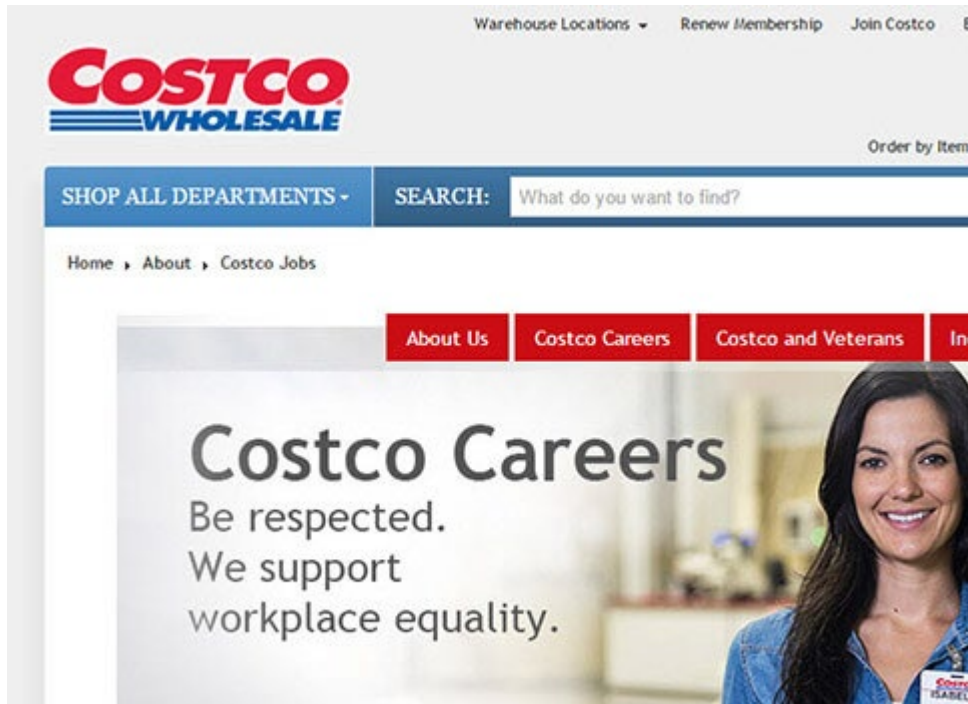 Warehouse Locations Renew Membership Join Costco
COSTCO
WHOLESALE
Order by Item
SHOP ALL DEPARTMENTS SEARCH: What do you want to find?
Home About Costco Jobs
About Us Costco Careers Costco and Veterans
Costco Careers
Be respected.
We support
workplace equality.
COSTCO